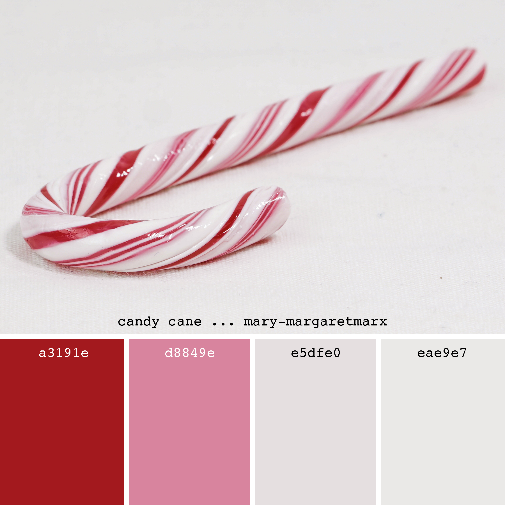 candy cane ... mary-margaretmarx
a3191e
d8849e
e5dfe0
eae9e7